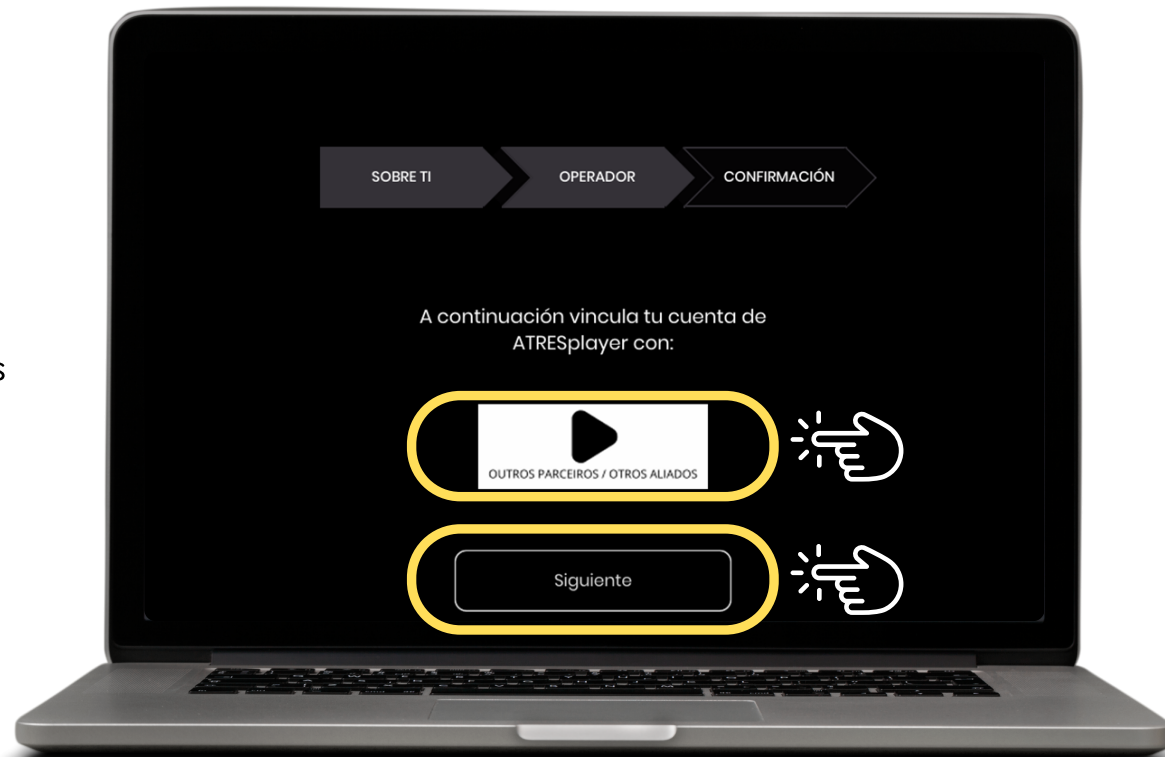 SOBRE TI
OPERADOR
CONFIRMACIÓN
A continuación vincula tu cuenta de
ATRESplayer con:
s
OUTROS PARCEIROS / OTROS ALIADOS
Siguiente